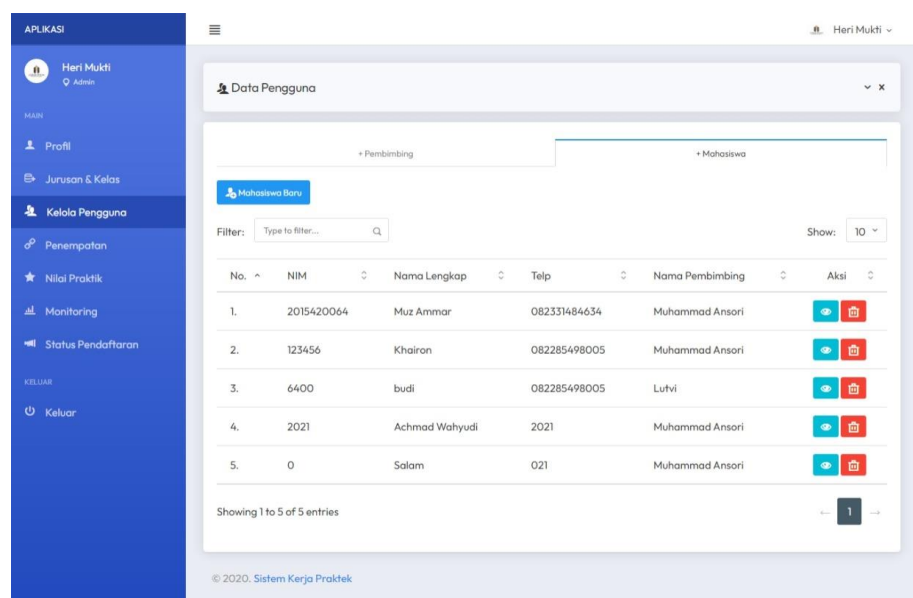 APLIKASI
Heri Mukti
Heri Mukti
Admin
MAIN
Profil
Jurusan & Kelas
Kelola Pengguna
Penempatan
Nilai Praktik
Monitoring
Status Pendaftaran
KELUAR
Keluar
Data Pengguna
+ Pembimbing + Mahasiswa
Mahasiswa Baru
Filter: Type to filter... Show: 10
No. NIM Nama Lengkap Telp Nama Pembimbing Aksi
1. 2015420064 Muz Ammar 082331484634 Muhammad Ansori
2. 123456 Khairon 082285498005 Muhammad Ansori
3. 6400 budi 082285498005 Lutvi
4. 2021 Achmad Wahyudi 2021 Muhammad Ansori
5. 0 Salam 021 Muhammad Ansori
Showing 1 to 5 of 5 entries ← 1 →
© 2020. Sistem Kerja Praktek